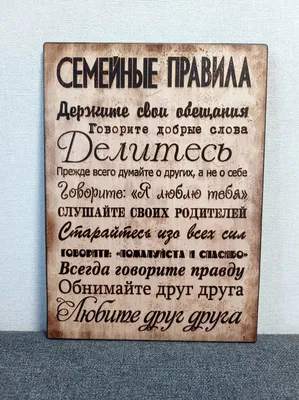 СЕМЕЙНЫЕ ПРАВИЛА
Держите свои обещания
Говорите добрые слова
Делитесь
Прежде всего думайте о других, а не о себе
Говорите: «Я люблю тебя»
СЛУШАЙТЕ СВОИХ РОДИТЕЛЕЙ
Старайтесь изо всех сил
ГОВОРИТЕ: «ПОЖАЛУЙСТА И СПАСИБО»
Всегда говорите правду
Обнимайте друг друга
Любите друг друга